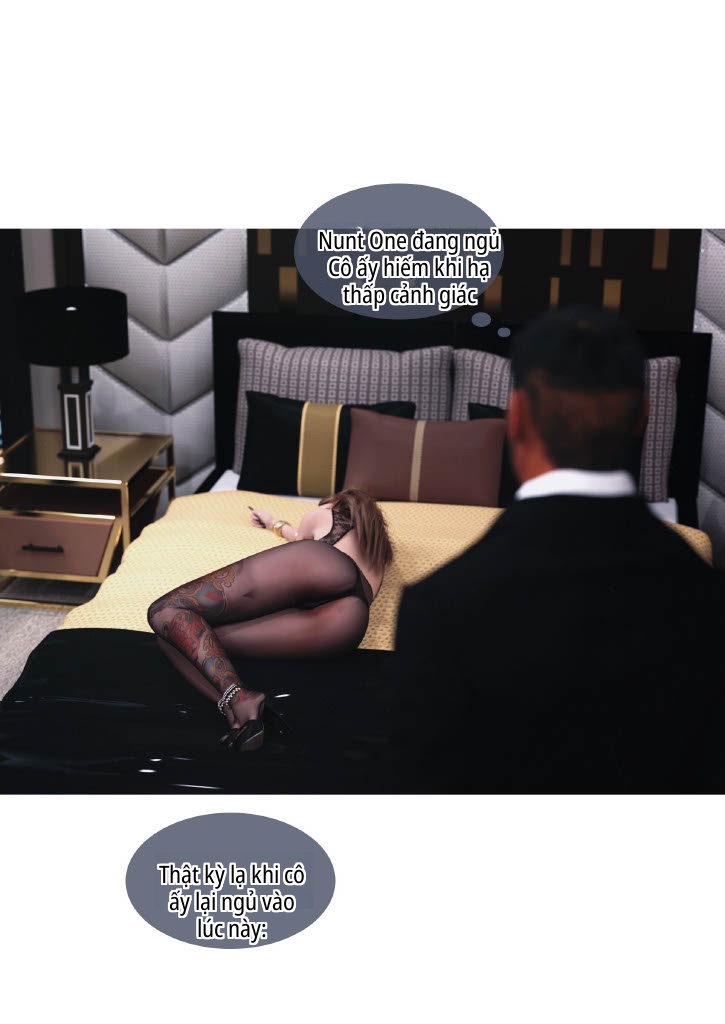 Nunt One đang ngủ
Cô ấy hiếm khi hạ
thấp cảnh giác
Thật kỳ lạ khi cô
ấy lại ngủ vào
lúc này: